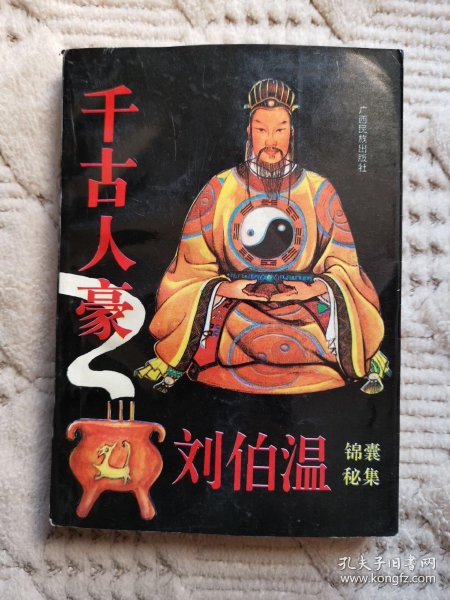 千古人豪
广西民族出版社
刘伯温
锦囊
秘集
孔夫子旧书网
www.kongfz.com